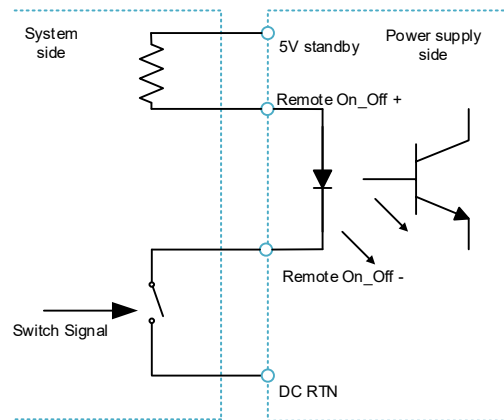 System
side
5V standby
Power supply
side
Remote On_Off +
Remote On_Off -
Switch Signal
DC RTN